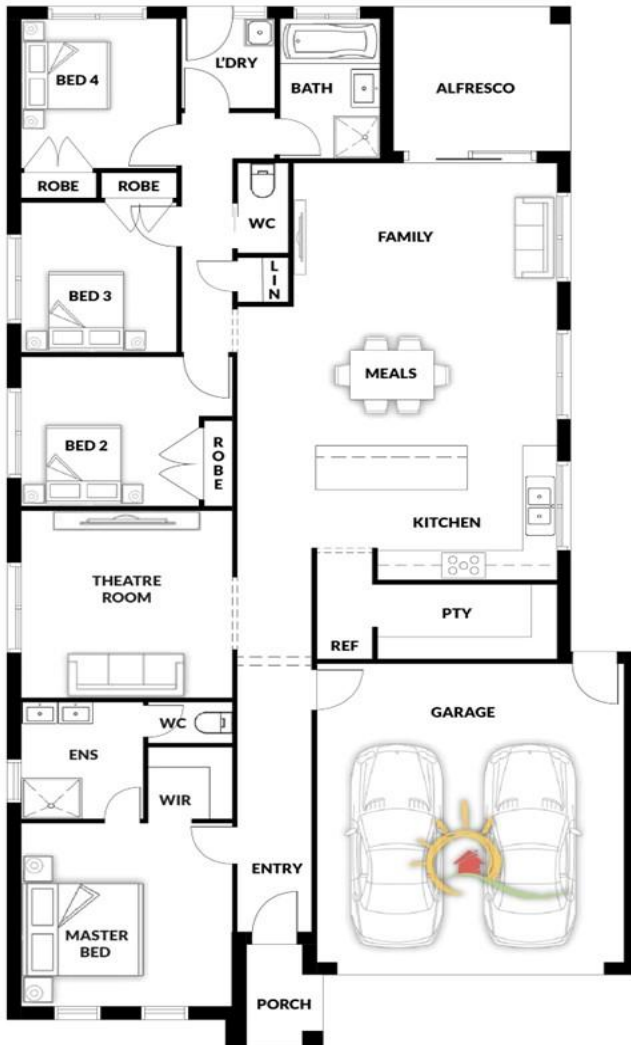 BED 4
L'DRY
BATH
ALFRESCO
ROBE
ROBE
WC
FAMILY
L
I
N
BED 3
MEALS
BED 2
R
O
B
E
KITCHEN
THEATRE
ROOM
PTY
REF
WC
GARAGE
ENS
WIR
ENTRY
MASTER
BED
PORCH